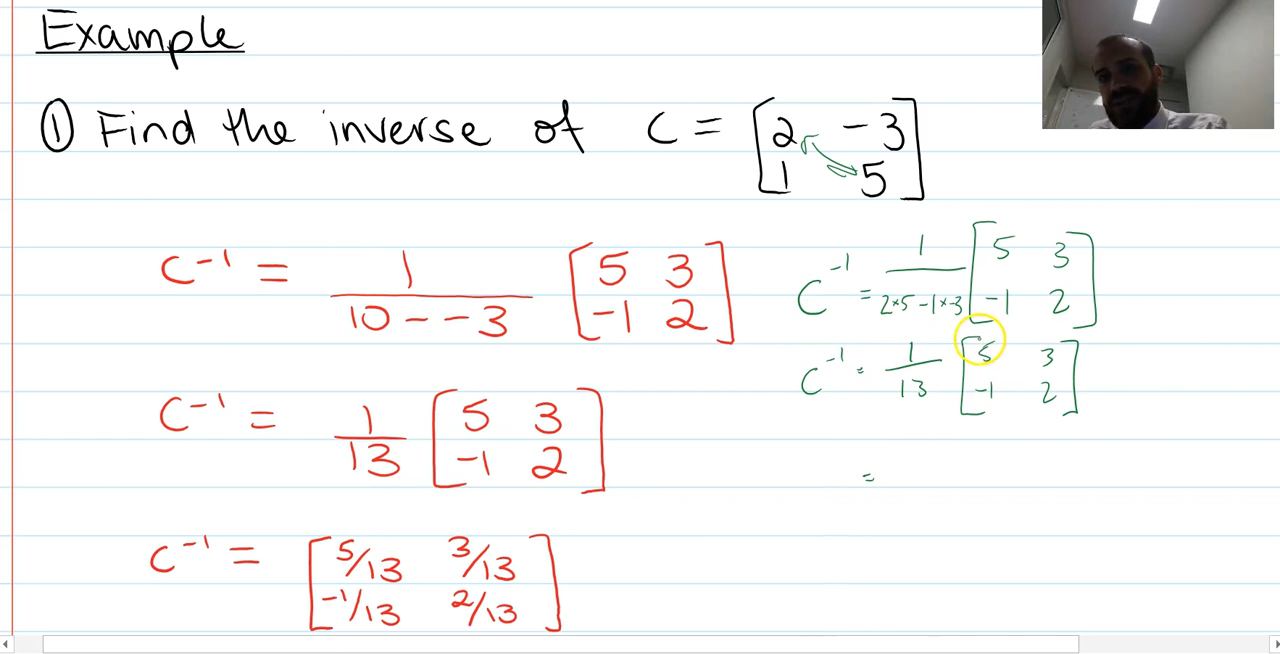 Example
① Find the inverse of C = [2 -3
1 5]
C⁻¹ = 1/(10 - -3) [5 3
-1 2]
C⁻¹ = 1/13 [5 3
-1 2]
C⁻¹ = [5/13 3/13
-1/13 2/13]
C⁻¹ = 1/(2×5 -1×-3) [5 3
-1 2]
C⁻¹ = 1/13 [5 3
-1 2]
=